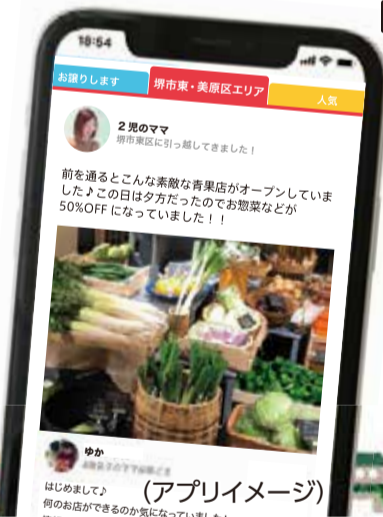 18:54
お譲りします
堺市東・美原区エリア
人気
2児のママ
堺市東区に引っ越してきました！
前を通るとこんな素敵な青果店がオープンしていま
した♪この日は夕方だったのでお惣菜などが
50%OFF になっていました！！
ゆか
はじめまして♪
（アプリイメージ）
何のお店ができるのか気になっていました！